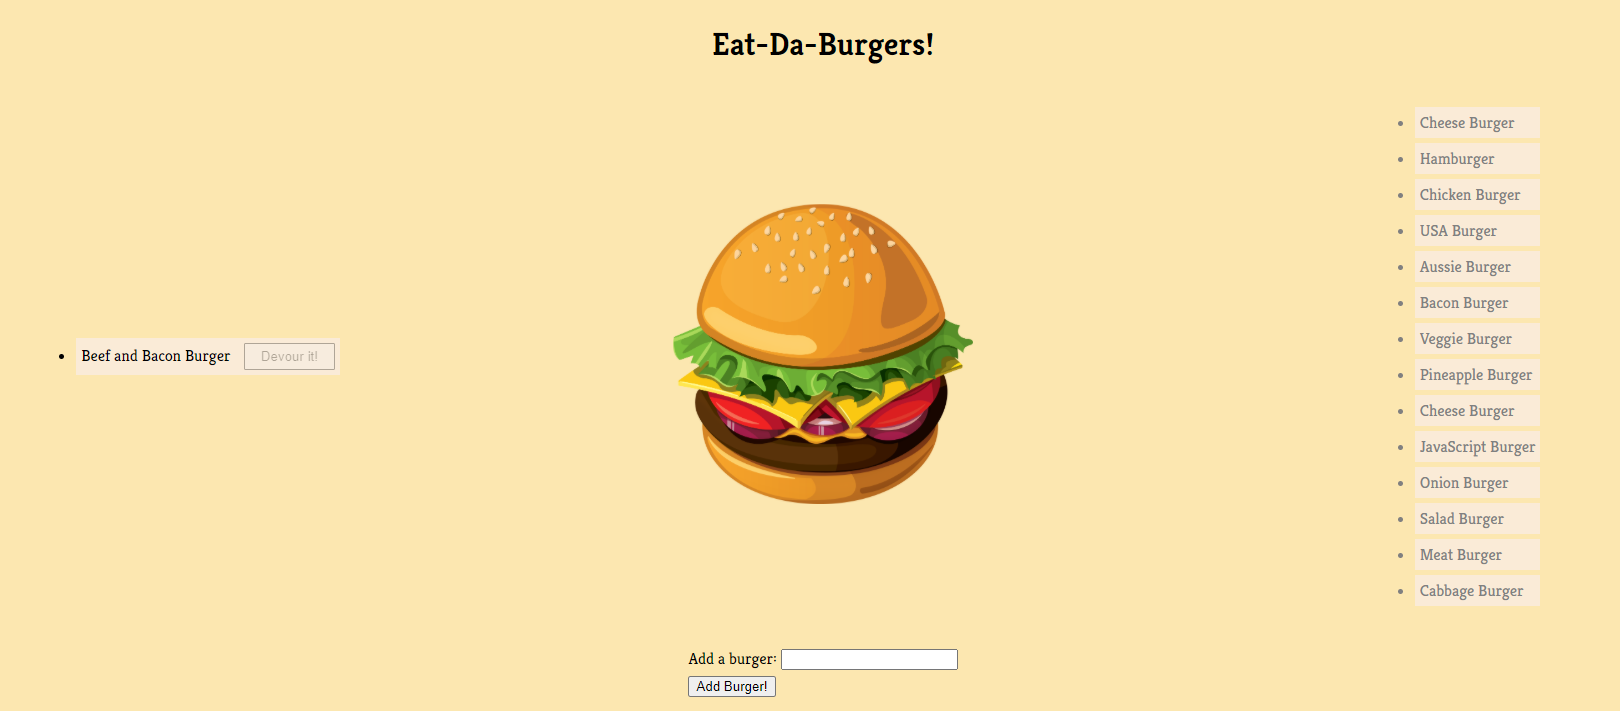 Eat-Da-Burgers!
Beef and Bacon Burger Devour it!
Cheese Burger
Hamburger
Chicken Burger
USA Burger
Aussie Burger
Bacon Burger
Veggie Burger
Pineapple Burger
Cheese Burger
JavaScript Burger
Onion Burger
Salad Burger
Meat Burger
Cabbage Burger
Add a burger:
Add Burger!